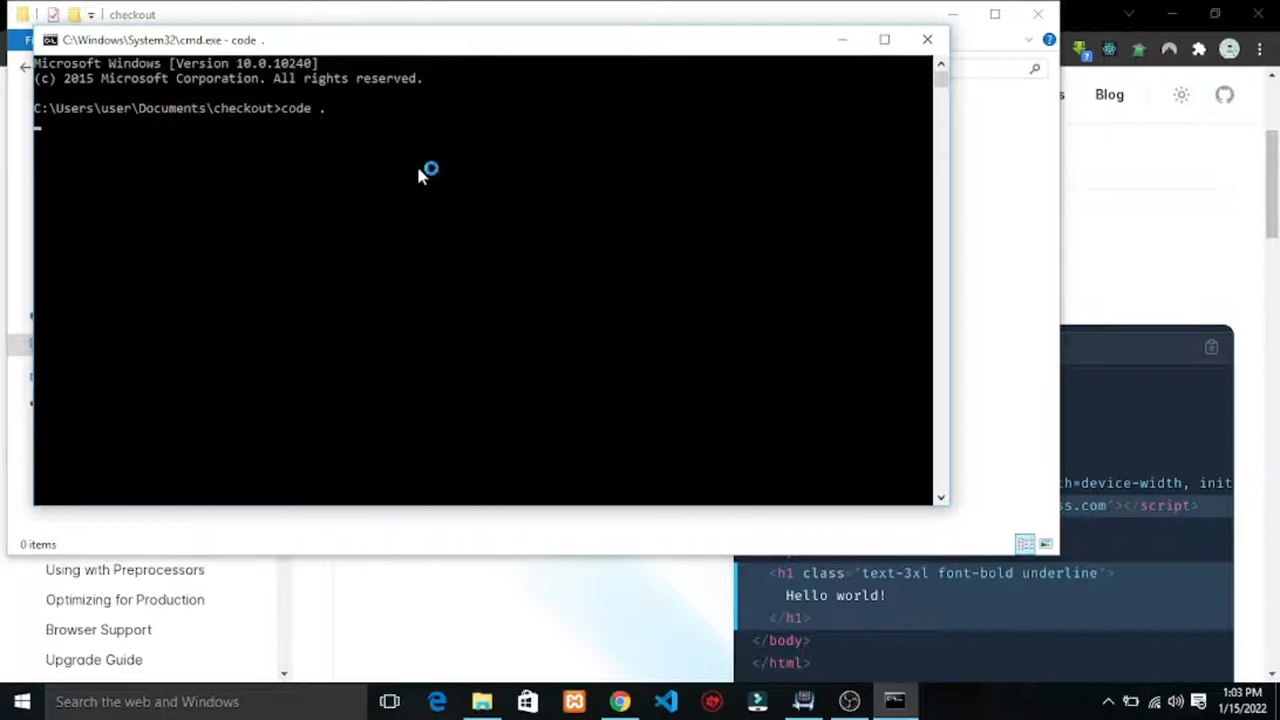 checkout
C:\Windows\System32\cmd.exe - code .
Microsoft Windows [Version 10.0.10240]
(c) 2015 Microsoft Corporation. All rights reserved.
C:\Users\user\Documents\checkout>code .
Blog
h=device-width, init
ss.com"></script>
0 items
Using with Preprocessors
Optimizing for Production
Browser Support
Upgrade Guide
<h1 class="text-3xl font-bold underline">
Hello world!
</h1>
</body>
</html>
Search the web and Windows
1:03 PM
1/15/2022